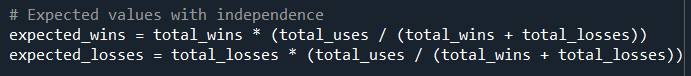 # Expected values with independence
expected_wins = total_wins * (total_uses / (total_wins + total_losses))
expected_losses = total_losses * (total_uses / (total_wins + total_losses))